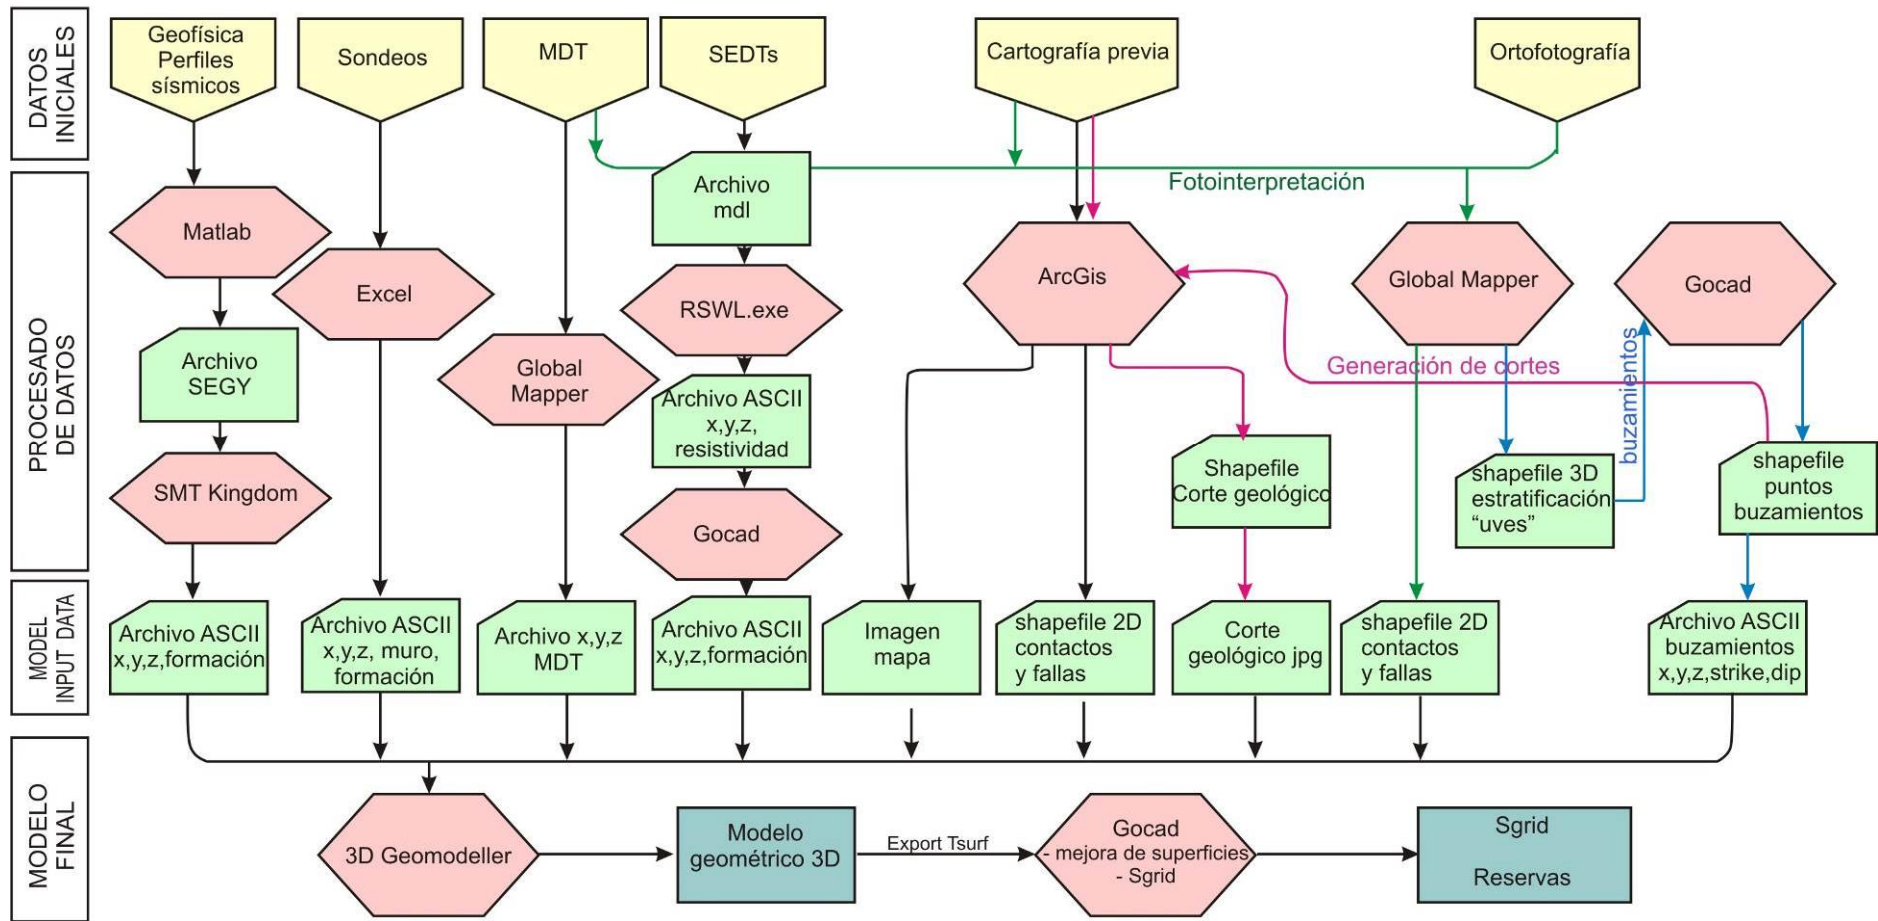 DATOS
INICIALES
Geofísica
Perfiles
sísmicos
Sondeos
MDT
SEDTs
Cartografía previa
Ortofotografía
Fotointerpretación
PROCESADO
DE DATOS
Matlab
Archivo
SEGY
SMT Kingdom
Excel
Global
Mapper
Archivo
mdl
RSWL.exe
Archivo ASCII
x,y,z,
resistividad
Gocad
ArcGis
Shapefile
Corte geológico
Global Mapper
Generación de cortes
shapefile 3D
estratificación
“uves”
buzamientos
Gocad
shapefile
puntos
buzamientos
MODEL
INPUT DATA
Archivo ASCII
x,y,z,formación
Archivo ASCII
x,y,z, muro,
formación
Archivo x,y,z
MDT
Archivo ASCII
x,y,z,formación
Imagen
mapa
shapefile 2D
contactos
y fallas
Corte
geológico jpg
shapefile 2D
contactos
y fallas
Archivo ASCII
buzamientos
x,y,z,strike,dip
MODELO
FINAL
3D Geomodeller
Modelo
geométrico 3D
Export Tsurf
Gocad
- mejora de superficies
- Sgrid
Sgrid
Reservas